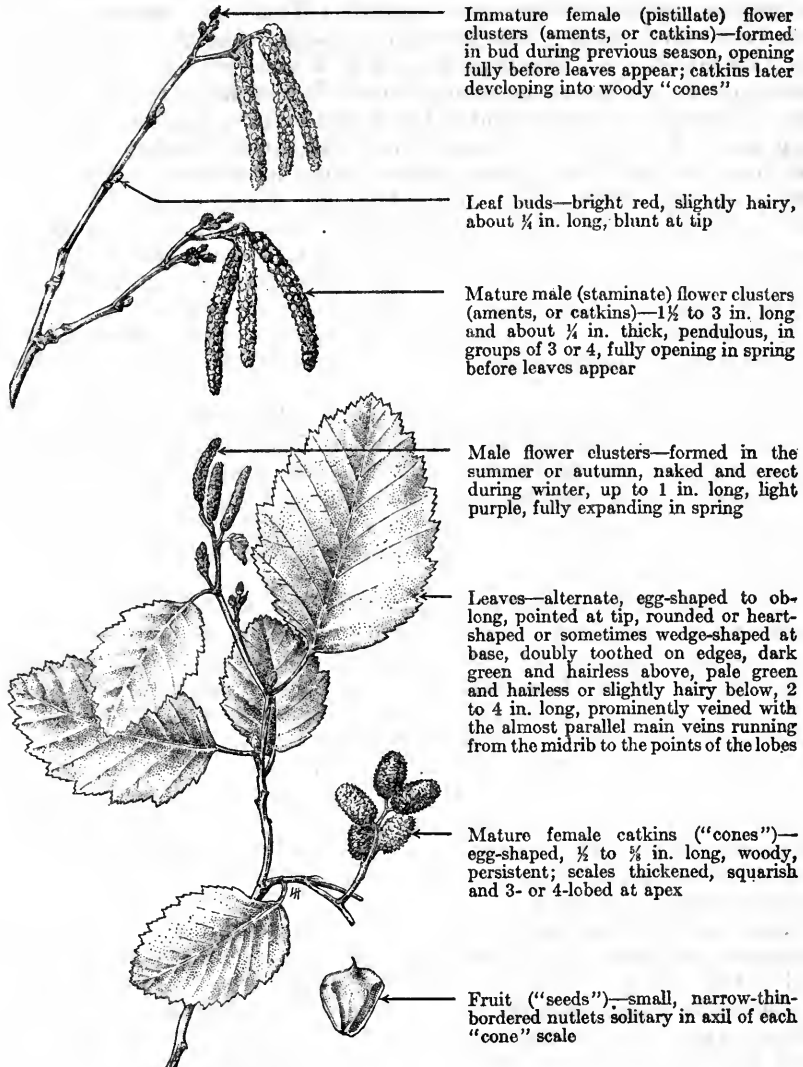 Immature female (pistillate) flower
clusters (aments, or catkins)—formed
in bud during previous season, opening
fully before leaves appear; catkins later
developing into woody “cones”
Leaf buds—bright red, slightly hairy,
about ¼ in. long, blunt at tip
Mature male (staminate) flower clusters
(aments, or catkins)—1½ to 3 in. long
and about ¼ in. thick, pendulous, in
groups of 3 or 4, fully opening in spring
before leaves appear
Male flower clusters—formed in the
summer or autumn, naked and erect
during winter, up to 1 in. long, light
purple, fully expanding in spring
Leaves—alternate, egg-shaped to ob-
long, pointed at tip, rounded or heart-
shaped or sometimes wedge-shaped at
base, doubly toothed on edges, dark
green and hairless above, pale green
and hairless or slightly hairy below, 2
to 4 in. long, prominently veined with
the almost parallel main veins running
from the midrib to the points of the lobes
Mature female catkins (“cones”)—
egg-shaped, ½ to ⅝ in. long, woody,
persistent; scales thickened, squarish
and 3- or 4-lobed at apex
Fruit (“seeds”)—small, narrow-thin-
bordered nutlets solitary in axil of each
“cone” scale